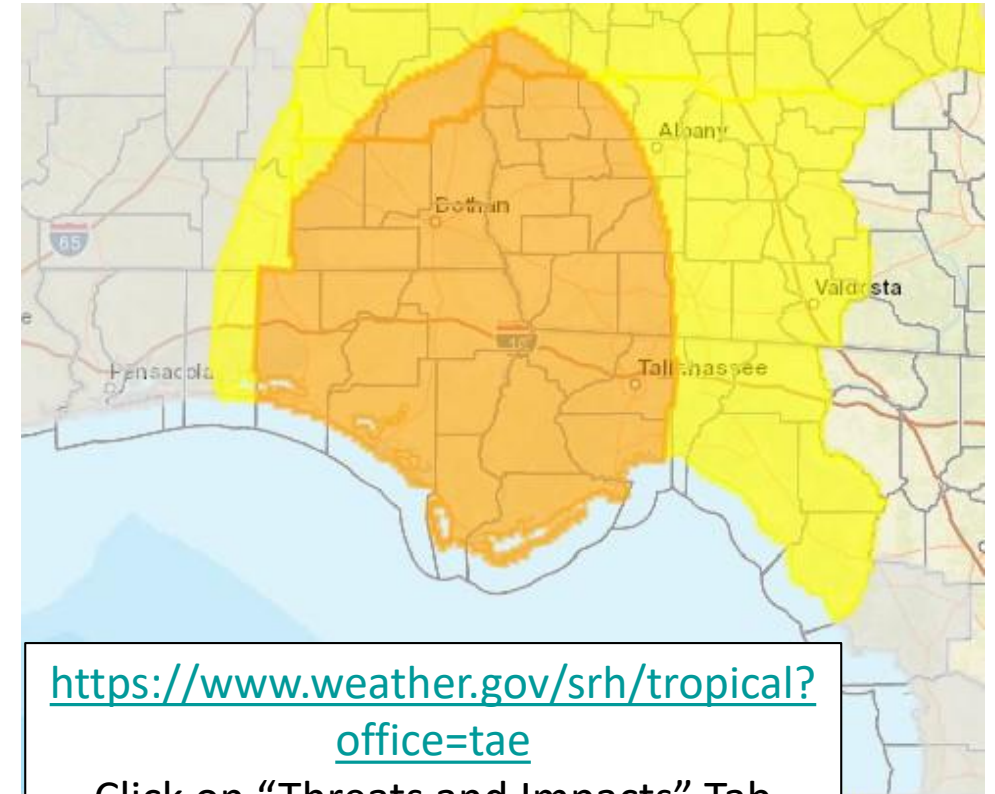 Albany
Dothan
65
Valdosta
e
10
Pensacola
Tallahassee
https://www.weather.gov/srh/tropical?
office=tae
Click on “Threats and Impacts” Tab